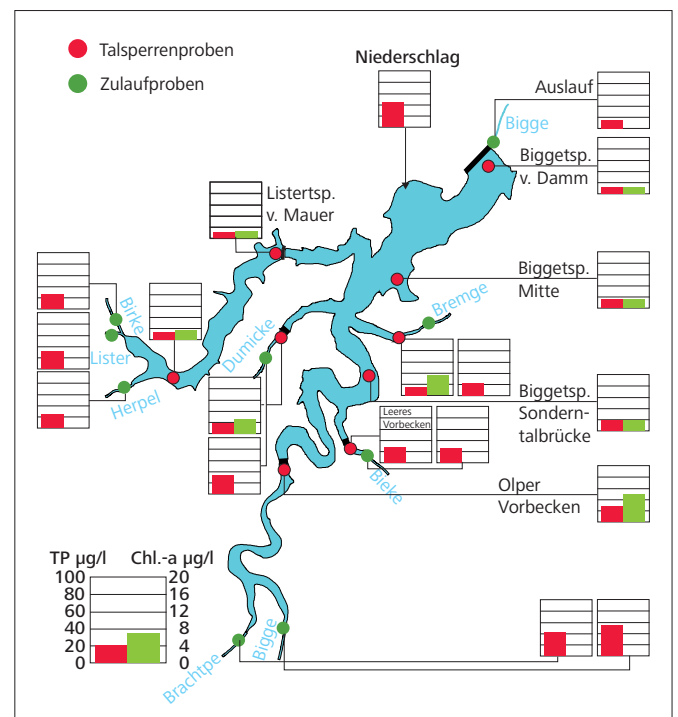 Talsperrenproben
Zulaufproben
Niederschlag
Auslauf
Bigge
Biggetsp.
v. Damm
Listertsp.
v. Mauer
Biggetsp.
Mitte
Bremge
Birke
Lister
Herpel
Dumicke
Biggetsp.
Sondern-
talbrücke
Leeres
Vorbecken
Bieke
Olper
Vorbecken
TP µg/l Chl.-a µg/l
100 20
80 16
60 12
40 8
20 4
0 0
Brachtpe
Bigge